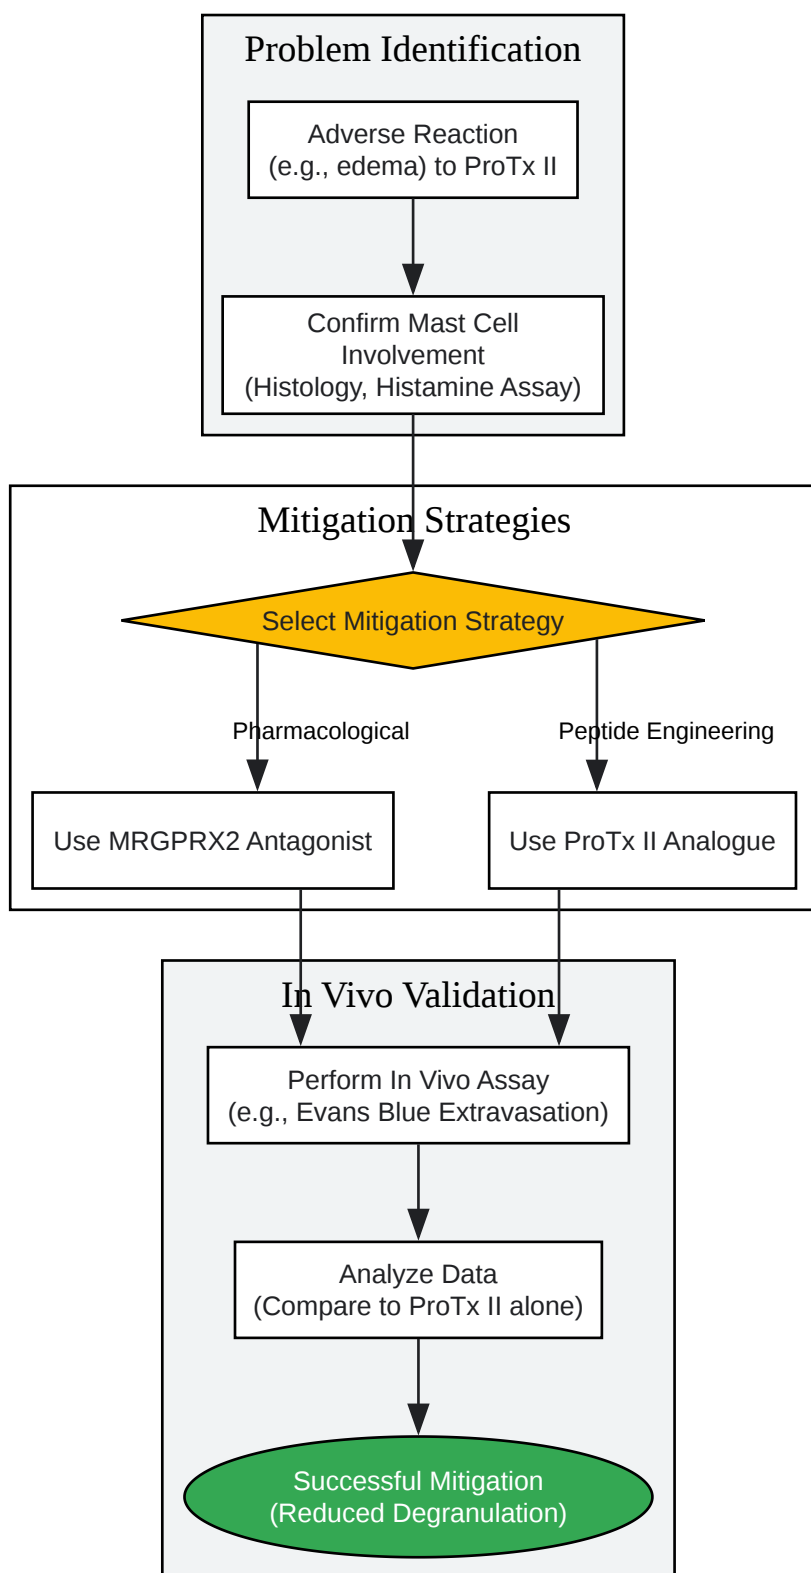 Problem Identification
Adverse Reaction
(e.g., edema) to ProTx II
Confirm Mast Cell
Involvement
(Histology, Histamine Assay)
Mitigation Strategies
Select Mitigation Strategy
Pharmacological
Peptide Engineering
Use MRGPRX2 Antagonist
Use ProTx II Analogue
In Vivo Validation
Perform In Vivo Assay
(e.g., Evans Blue Extravasation)
Analyze Data
(Compare to ProTx II alone)
Successful Mitigation
(Reduced Degranulation)